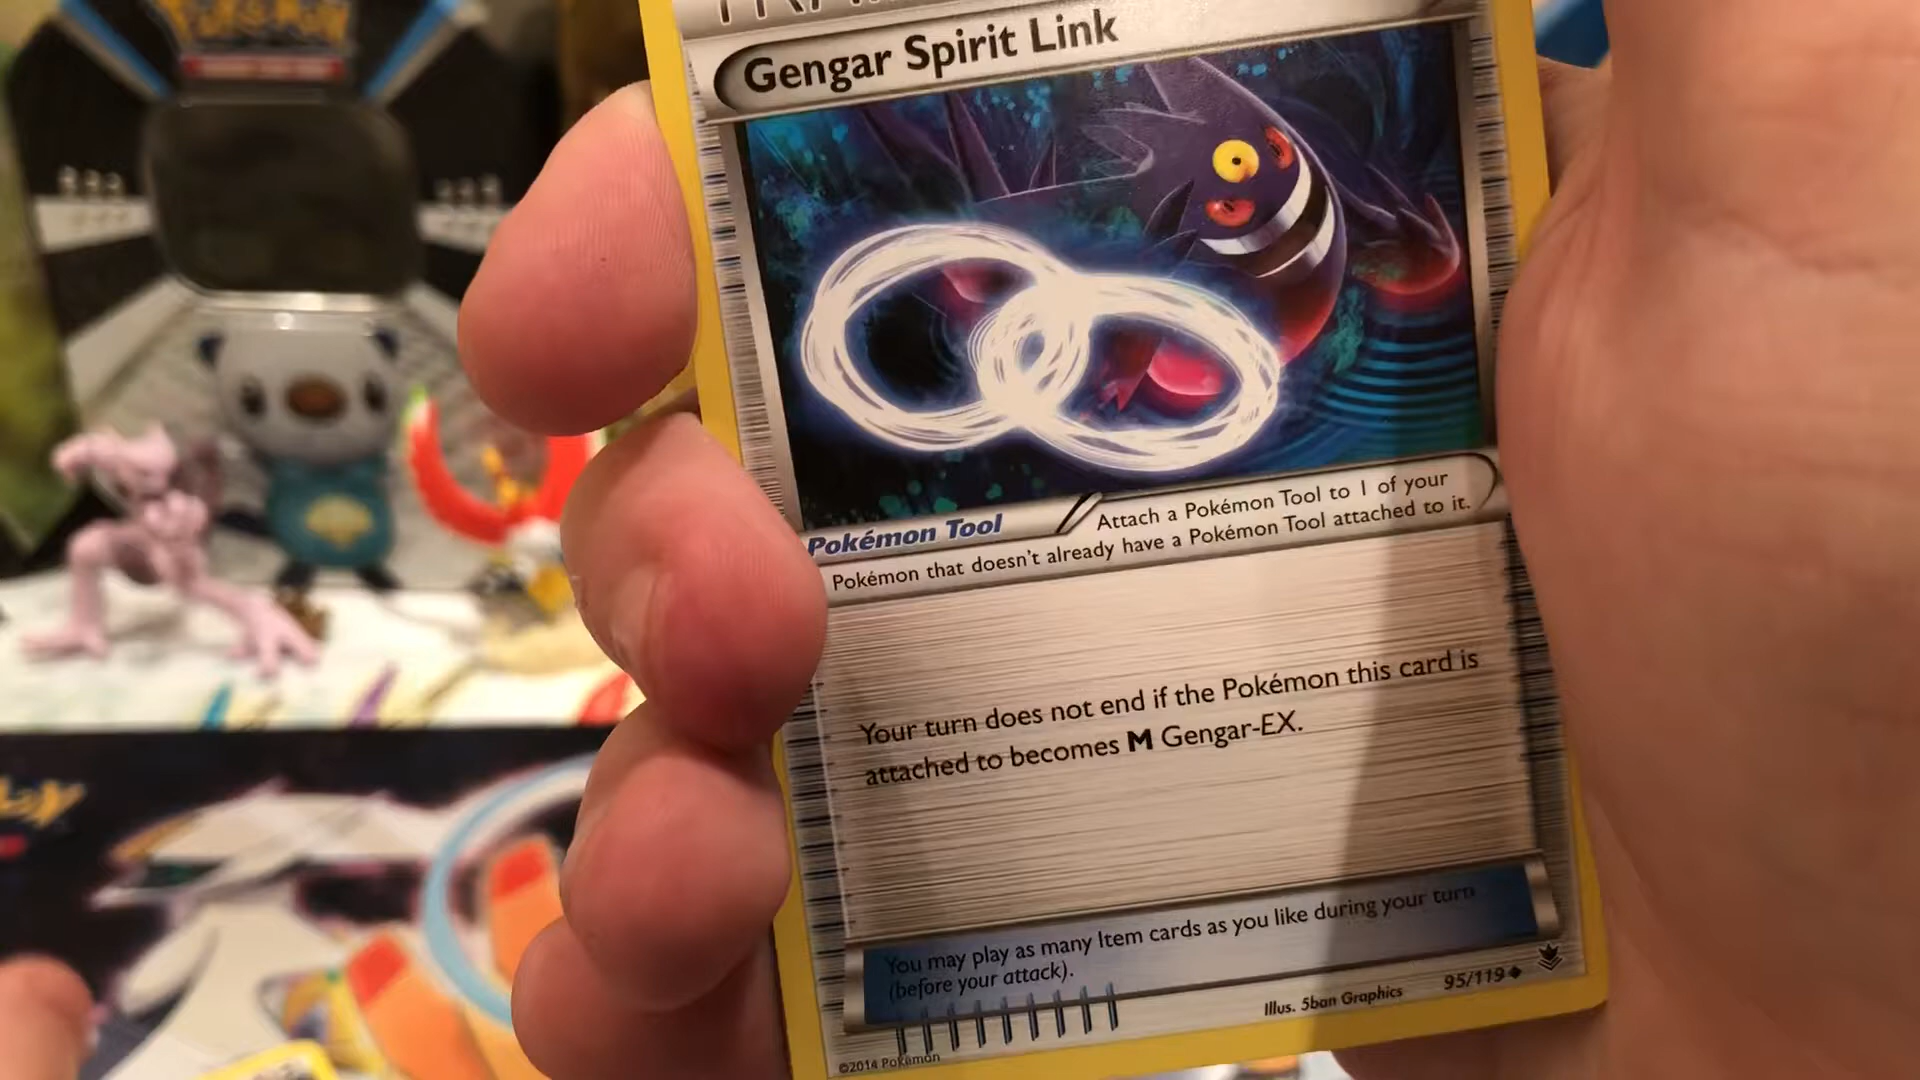 Gengar Spirit Link
Pokémon Tool
Attach a Pokémon Tool to 1 of your
Pokémon that doesn't already have a Pokémon Tool attached to it.
Your turn does not end if the Pokémon this card is
attached to becomes M Gengar-EX.
You may play as many Item cards as you like during your turn
(before your attack).
95/119
Illus. 5ban Graphics
©2014 Pokémon